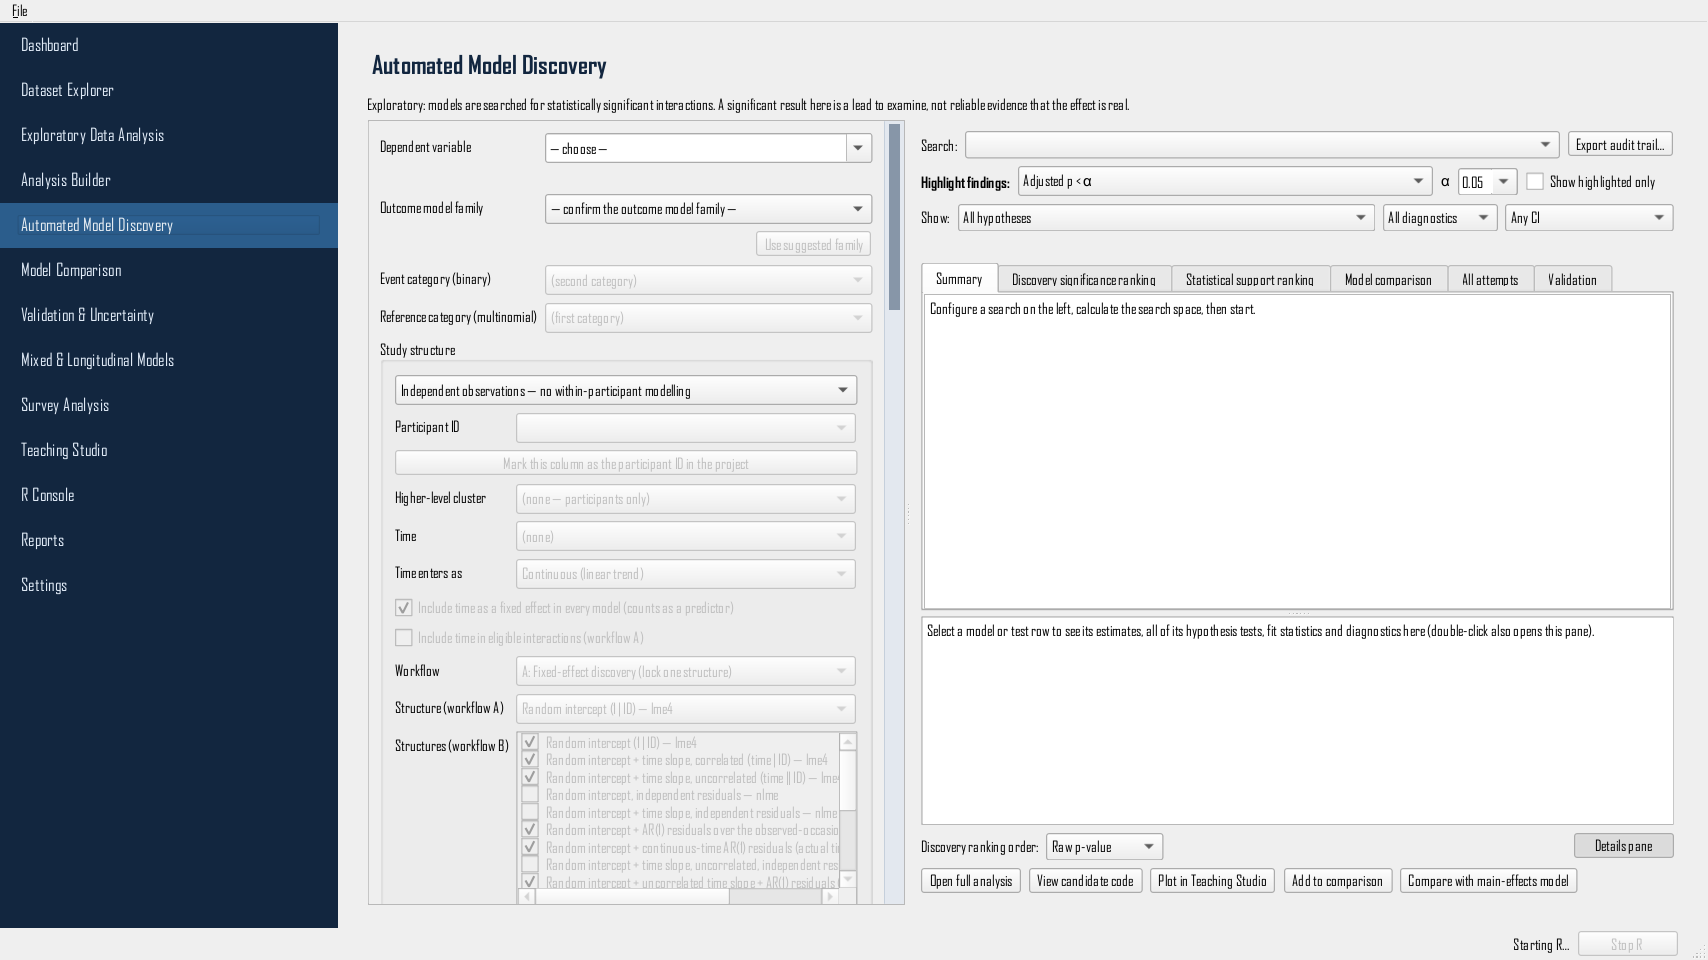 File
Dashboard
Dataset Explorer
Exploratory Data Analysis
Analysis Builder
Automated Model Discovery
Model Comparison
Validation & Uncertainty
Mixed & Longitudinal Models
Survey Analysis
Teaching Studio
R Console
Reports
Settings
Automated Model Discovery
Exploratory: models are searched for statistically significant interactions. A significant result here is a lead to examine, not reliable evidence that the effect is real.
Dependent variable
— choose —
Outcome model family
— confirm the outcome model family —
Use suggested family
Event category (binary)
(second category)
Reference category (multinomial)
(first category)
Study structure
Independent observations — no within-participant modelling
Participant ID
Mark this column as the participant ID in the project
Higher-level cluster
(none — participants only)
Time
(none)
Time enters as
Continuous (linear trend)
Include time as a fixed effect in every model (counts as a predictor)
Include time in eligible interactions (workflow A)
Workflow
A: Fixed-effect discovery (lock one structure)
Structure (workflow A)
Random intercept (1 | ID) — lme4
Structures (workflow B)
Random intercept (1 | ID) — lme4
Random intercept + time slope, correlated (time | ID) — lme4
Random intercept + time slope, uncorrelated (time || ID) — lme4
Random intercept, independent residuals — nlme
Random intercept + time slope, independent residuals — nlme
Random intercept + AR(1) residuals over the observed-occasio
Random intercept + continuous-time AR(1) residuals (actual ti
Random intercept + time slope, uncorrelated, independent res
Random intercept + uncorrelated time slope + AR(1) residuals
Search:
Export audit trail...
Highlight findings:
Adjusted p < α
α
0.05
Show highlighted only
Show:
All hypotheses
All diagnostics
Any CI
Summary
Discovery significance ranking
Statistical support ranking
Model comparison
All attempts
Validation
Configure a search on the left, calculate the search space, then start.
Select a model or test row to see its estimates, all of its hypothesis tests, fit statistics and diagnostics here (double-click also opens this pane).
Discovery ranking order:
Raw p-value
Details pane
Open full analysis
View candidate code
Plot in Teaching Studio
Add to comparison
Compare with main-effects model
Starting R...
Stop R